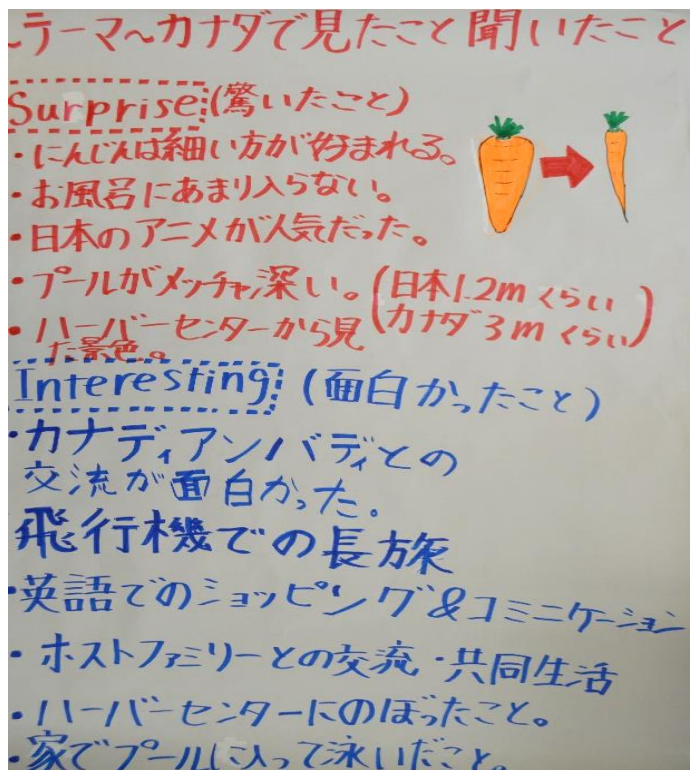 ~テーマ~カナダで見たこと聞いたこと
Surprise(驚いたこと)
・にんじんは細い方が好まれる。
・お風呂にあまり入らない。
・日本のアニメが人気だった。
・プールがメッチャ深い。(日本1.2mくらい
カナダ3mくらい)
・ハーバーセンターから見
た景色。
Interesting(面白かったこと)
・カナディアンバディとの
交流が面白かった。
飛行機での長旅
・英語でのショッピング&コミニケーション
・ホストファミリーとの交流・共同生活
・ハーバーセンターにのぼったこと。
・家でプールに入って泳いだこと。